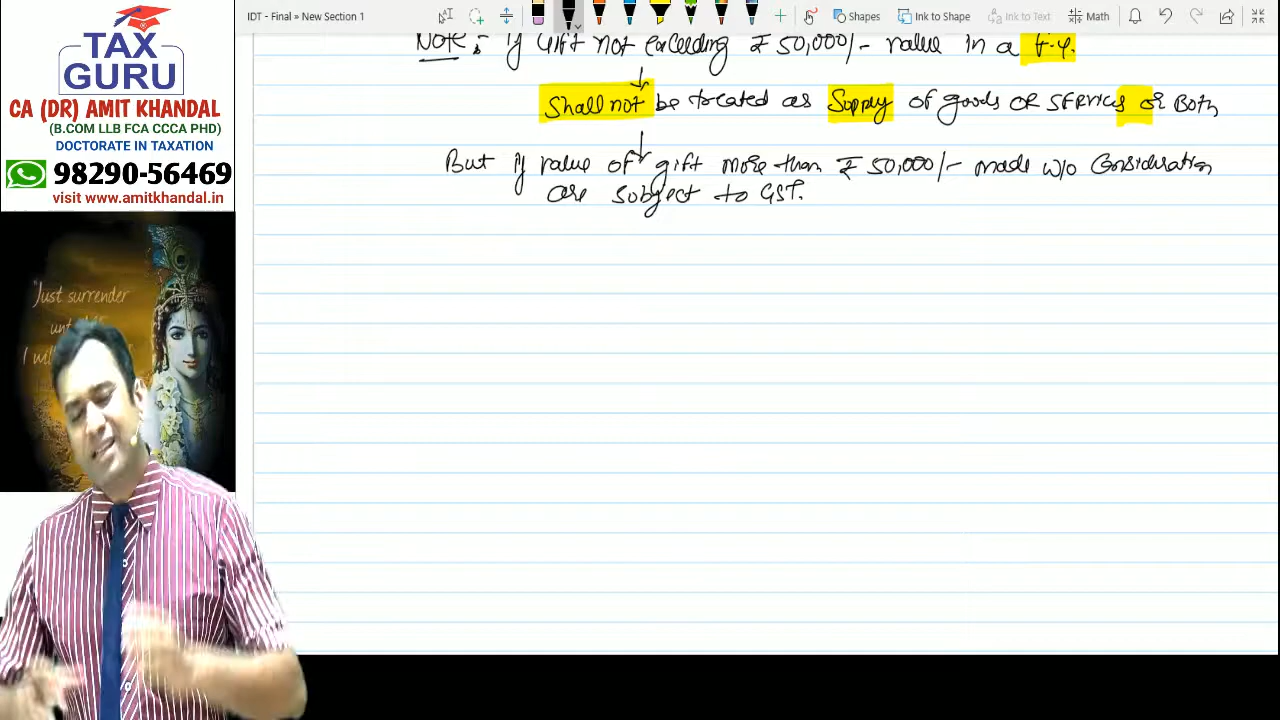 IDT - Final » New Section 1
Shapes
Ink to Shape
Ink to Text
Math
TAX
GURU
CA (DR) AMIT KHANDAL
(B.COM LLB FCA CCCA PHD)
DOCTORATE IN TAXATION
98290-56469
visit www.amitkhandal.in
"Just surrender
I will
Note :- if Gift not exceeding ₹ 50,000/- value in a f.y.
Shall not be treated as Supply of goods or services or Both,
But if value of gift more than ₹ 50,000/- made w/o Consideration
are subject to GST.